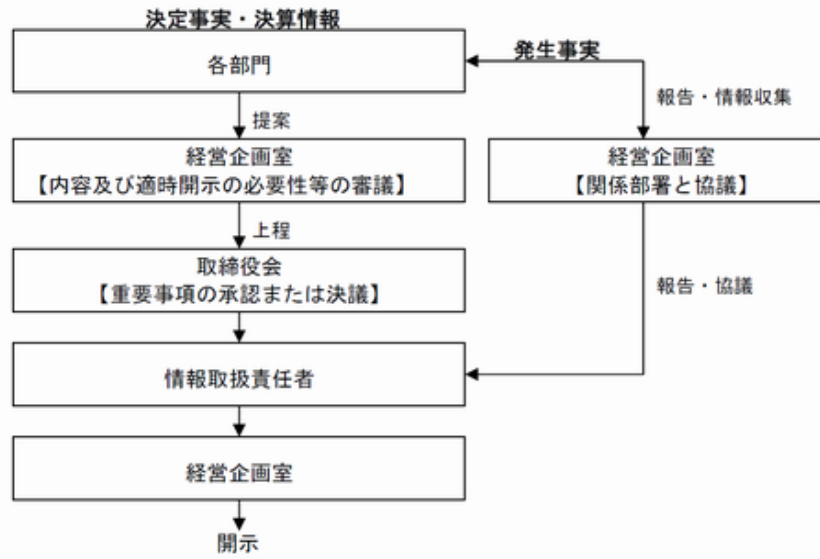 決定事実・決算情報
各部門
発生事実
報告・情報収集
提案
経営企画室
【内容及び適時開示の必要性等の審議】
経営企画室
【関係部署と協議】
上程
取締役会
【重要事項の承認または決議】
報告・協議
情報取扱責任者
経営企画室
開示